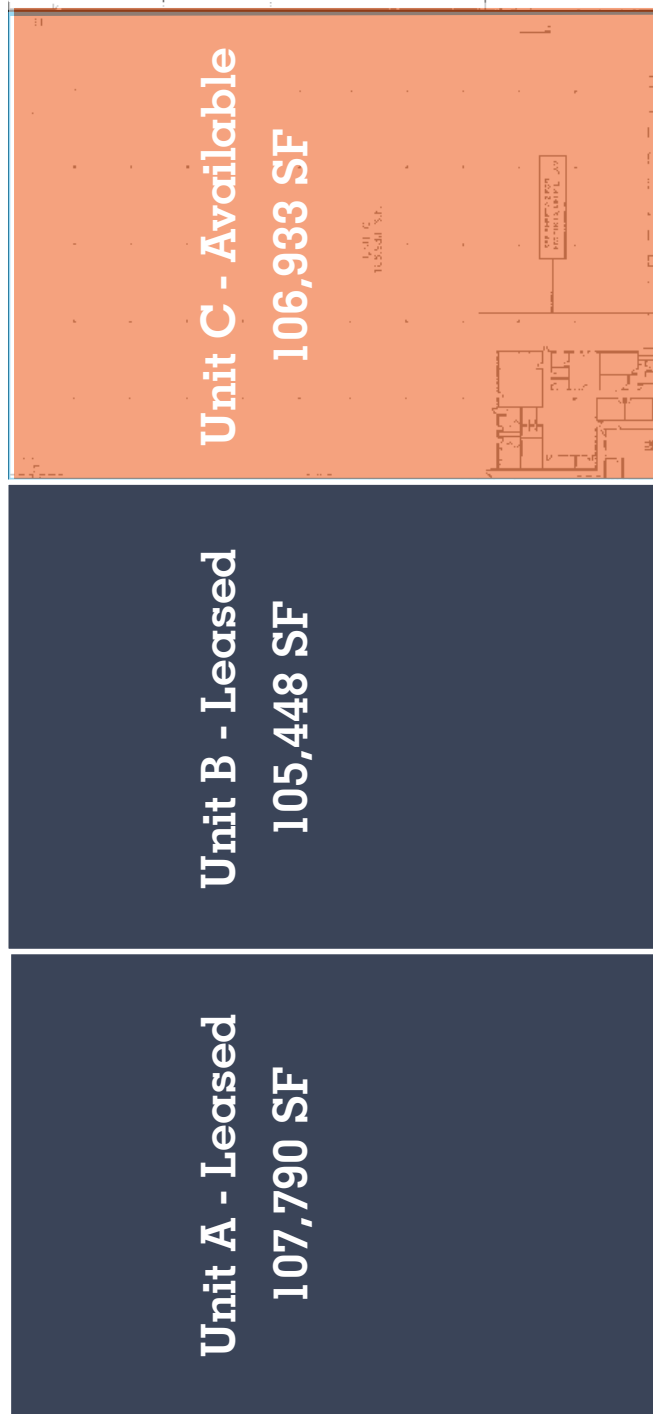 Unit C - Available
106,933 SF
Unit B - Leased
105,448 SF
Unit A - Leased
107,790 SF